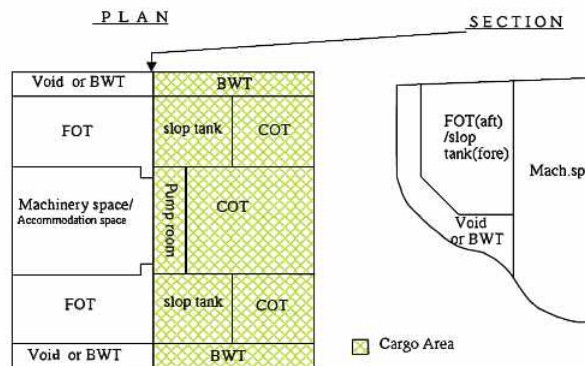 PLAN
SECTION
Void or BWT
BWT
FOT
slop tank
COT
FOT(aft)
/slop
tank(fore)
Mach.sp
Machinery space/
Accommodation space
Pump room
COT
Void
or BWT
FOT
slop tank
COT
Void or BWT
BWT
Cargo Area